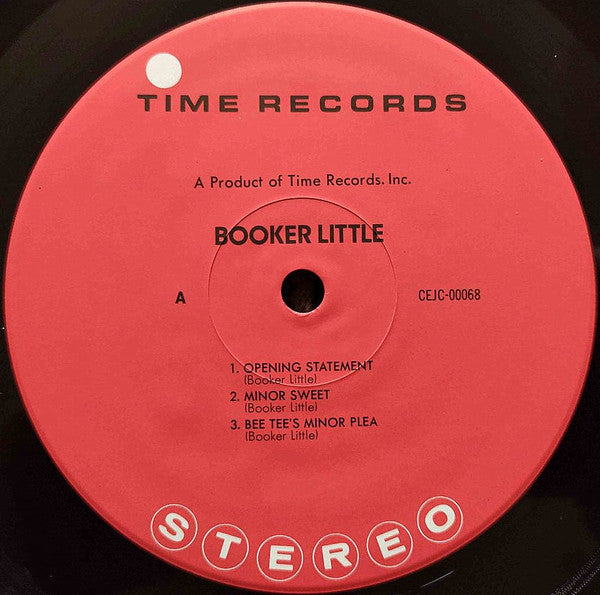 TIME RECORDS
A Product of Time Records. Inc.
BOOKER LITTLE
A
CEJC-00068
1. OPENING STATEMENT
(Booker Little)
2. MINOR SWEET
(Booker Little)
3. BEE TEE'S MINOR PLEA
(Booker Little)
STEREO